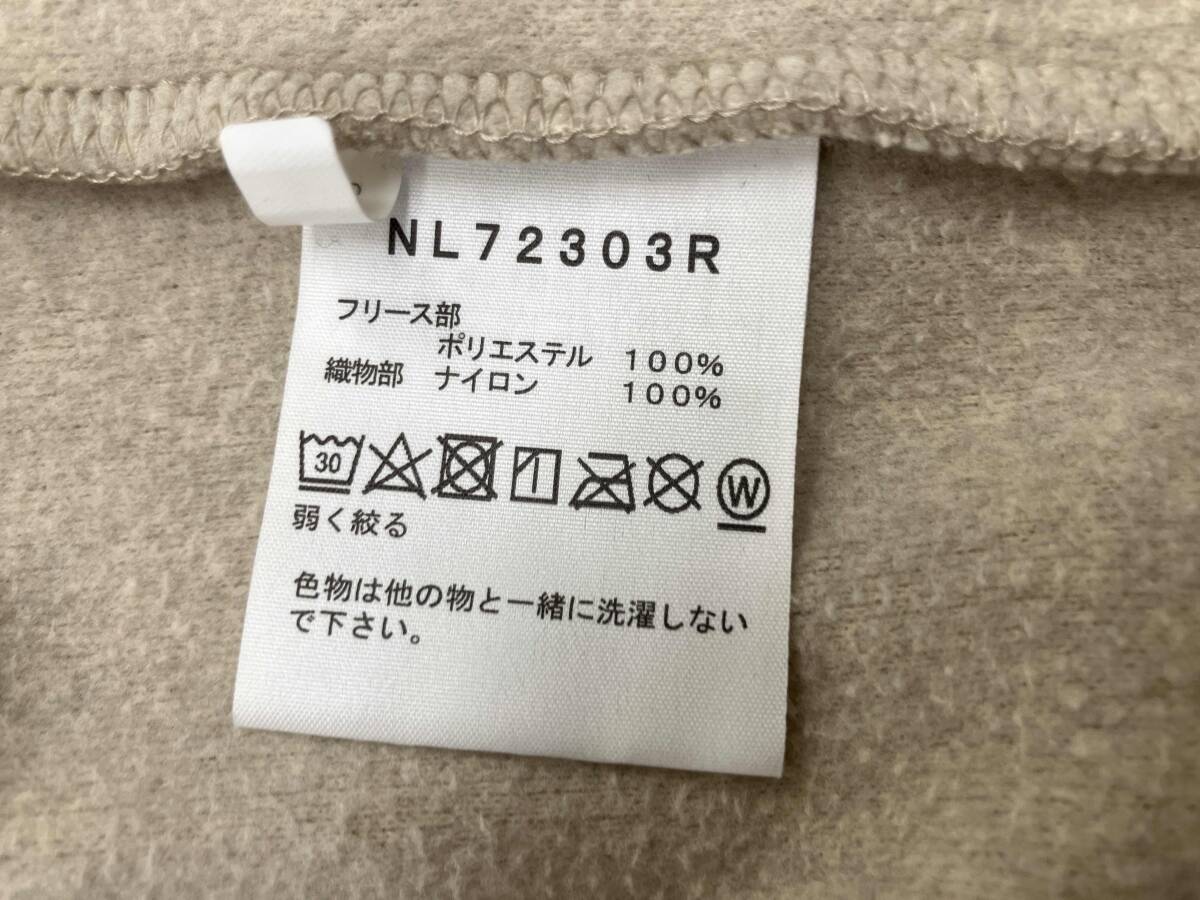 NL72303R
フリース部
ポリエステル 100%
織物部 ナイロン 100%
30
W
弱く絞る
色物は他の物と一緒に洗濯しない
で下さい。